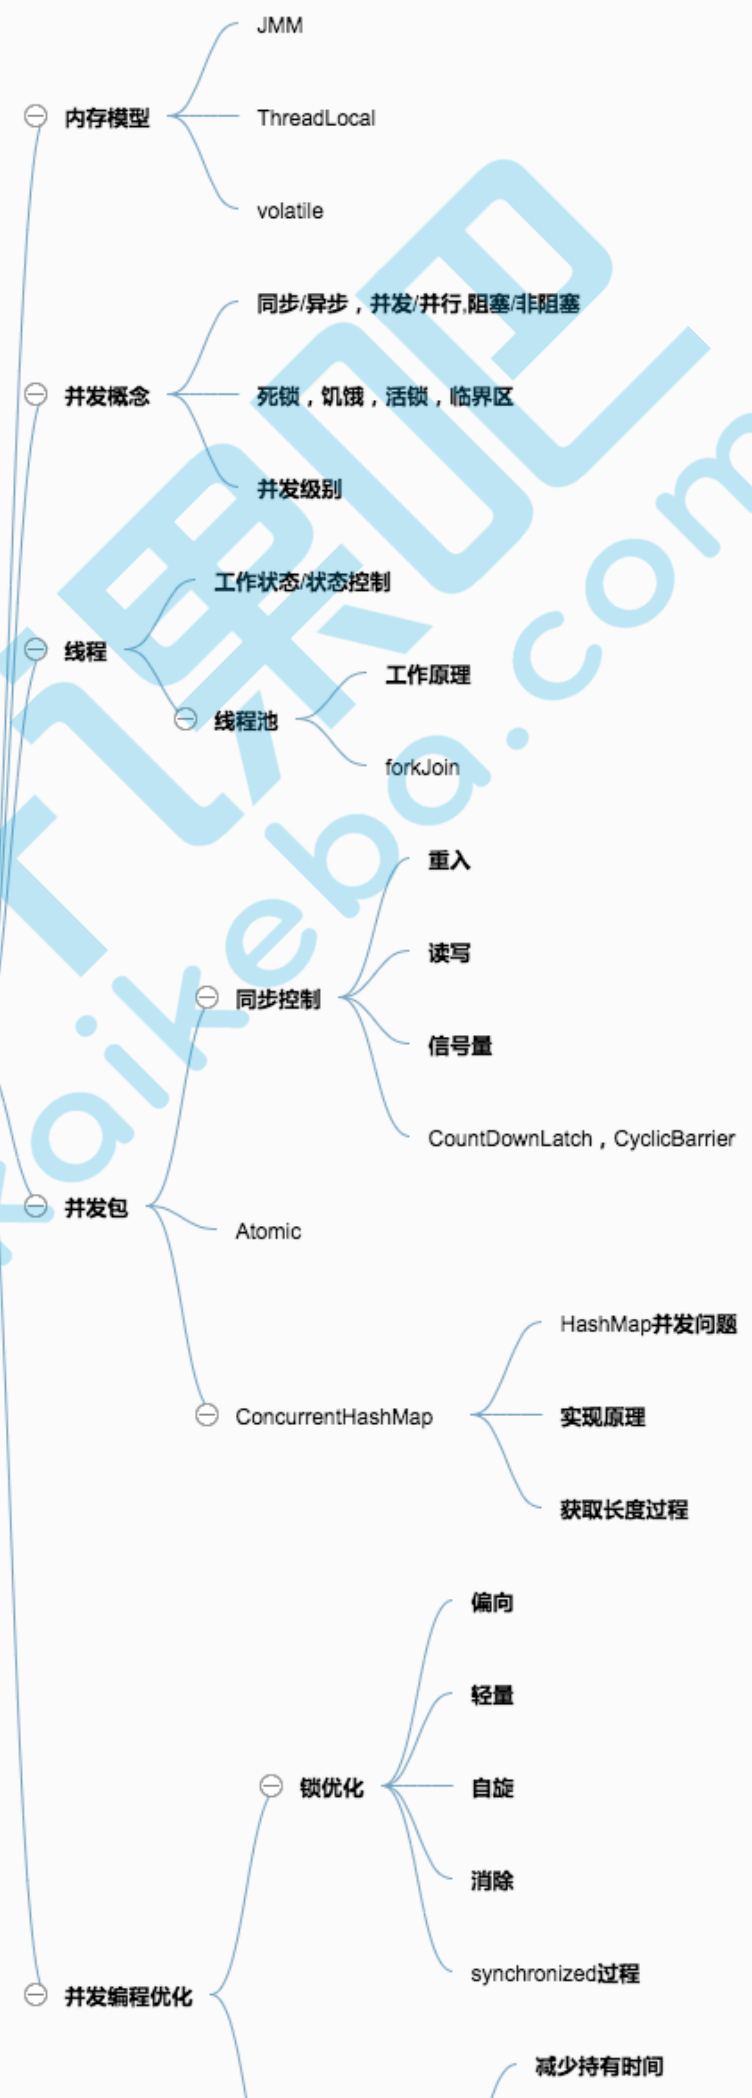 JMM
内存模型
ThreadLocal
volatile
同步/异步，并发/并行,阻塞/非阻塞
并发概念
死锁，饥饿，活锁，临界区
并发级别
工作状态/状态控制
线程
工作原理
线程池
forkJoin
重入
读写
同步控制
信号量
CountDownLatch，CyclicBarrier
并发包
Atomic
HashMap并发问题
ConcurrentHashMap
实现原理
获取长度过程
偏向
轻量
锁优化
自旋
消除
synchronized过程
并发编程优化
减少持有时间
课吧
kaikeba.com